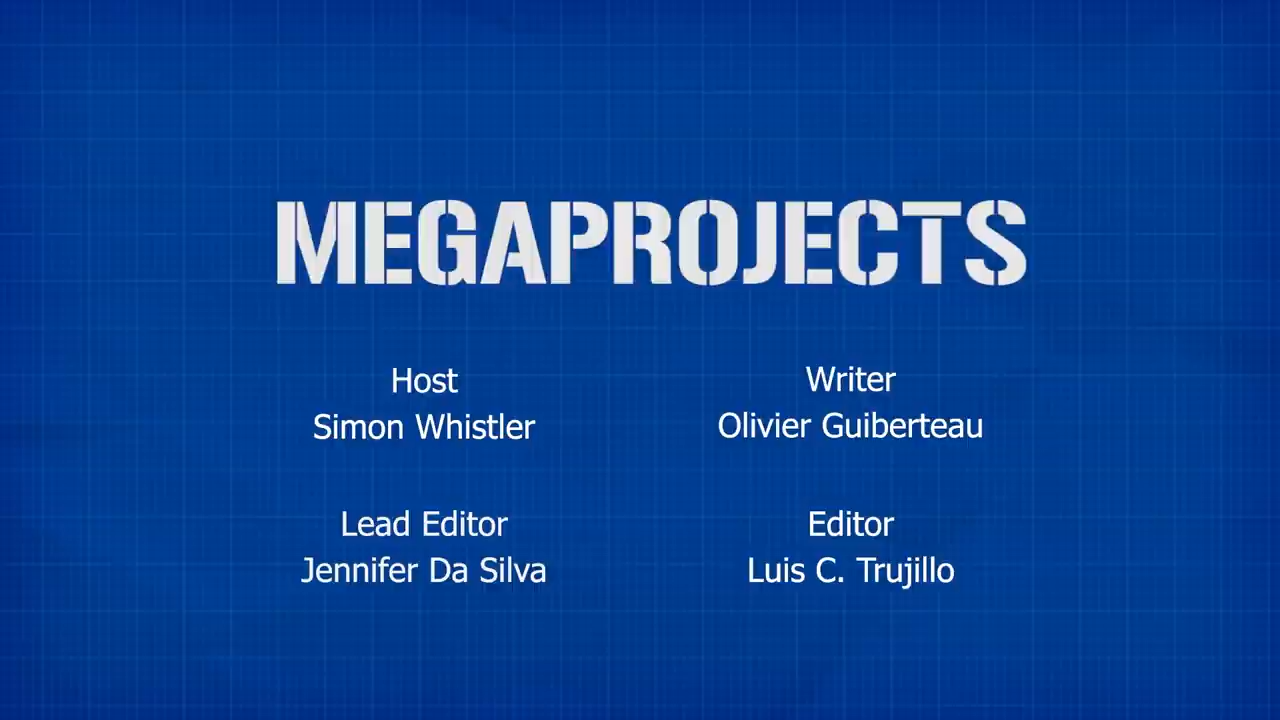 MEGAPROJECTS
Host
Simon Whistler
Writer
Olivier Guiberteau
Lead Editor
Jennifer Da Silva
Editor
Luis C. Trujillo